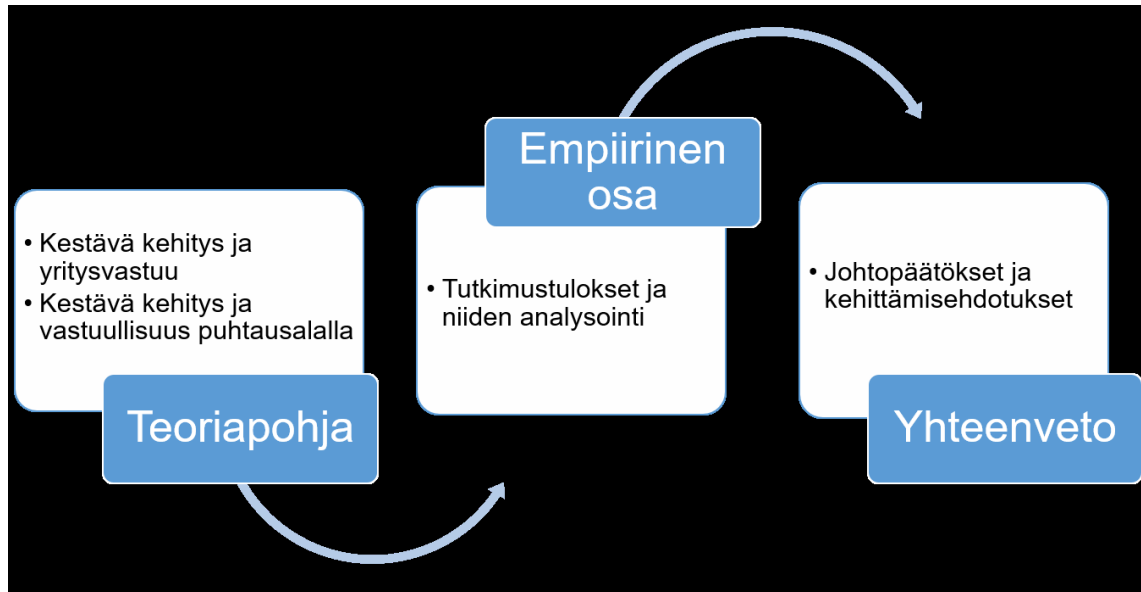 • Kestävä kehitys ja
yritysvastuu
• Kestävä kehitys ja
vastuullisuus puhtausalalla
Teoriapohja
Empiirinen
osa
• Tutkimustulokset ja
niiden analysointi
• Johtopäätökset ja
kehittämisehdotukset
Yhteenveto